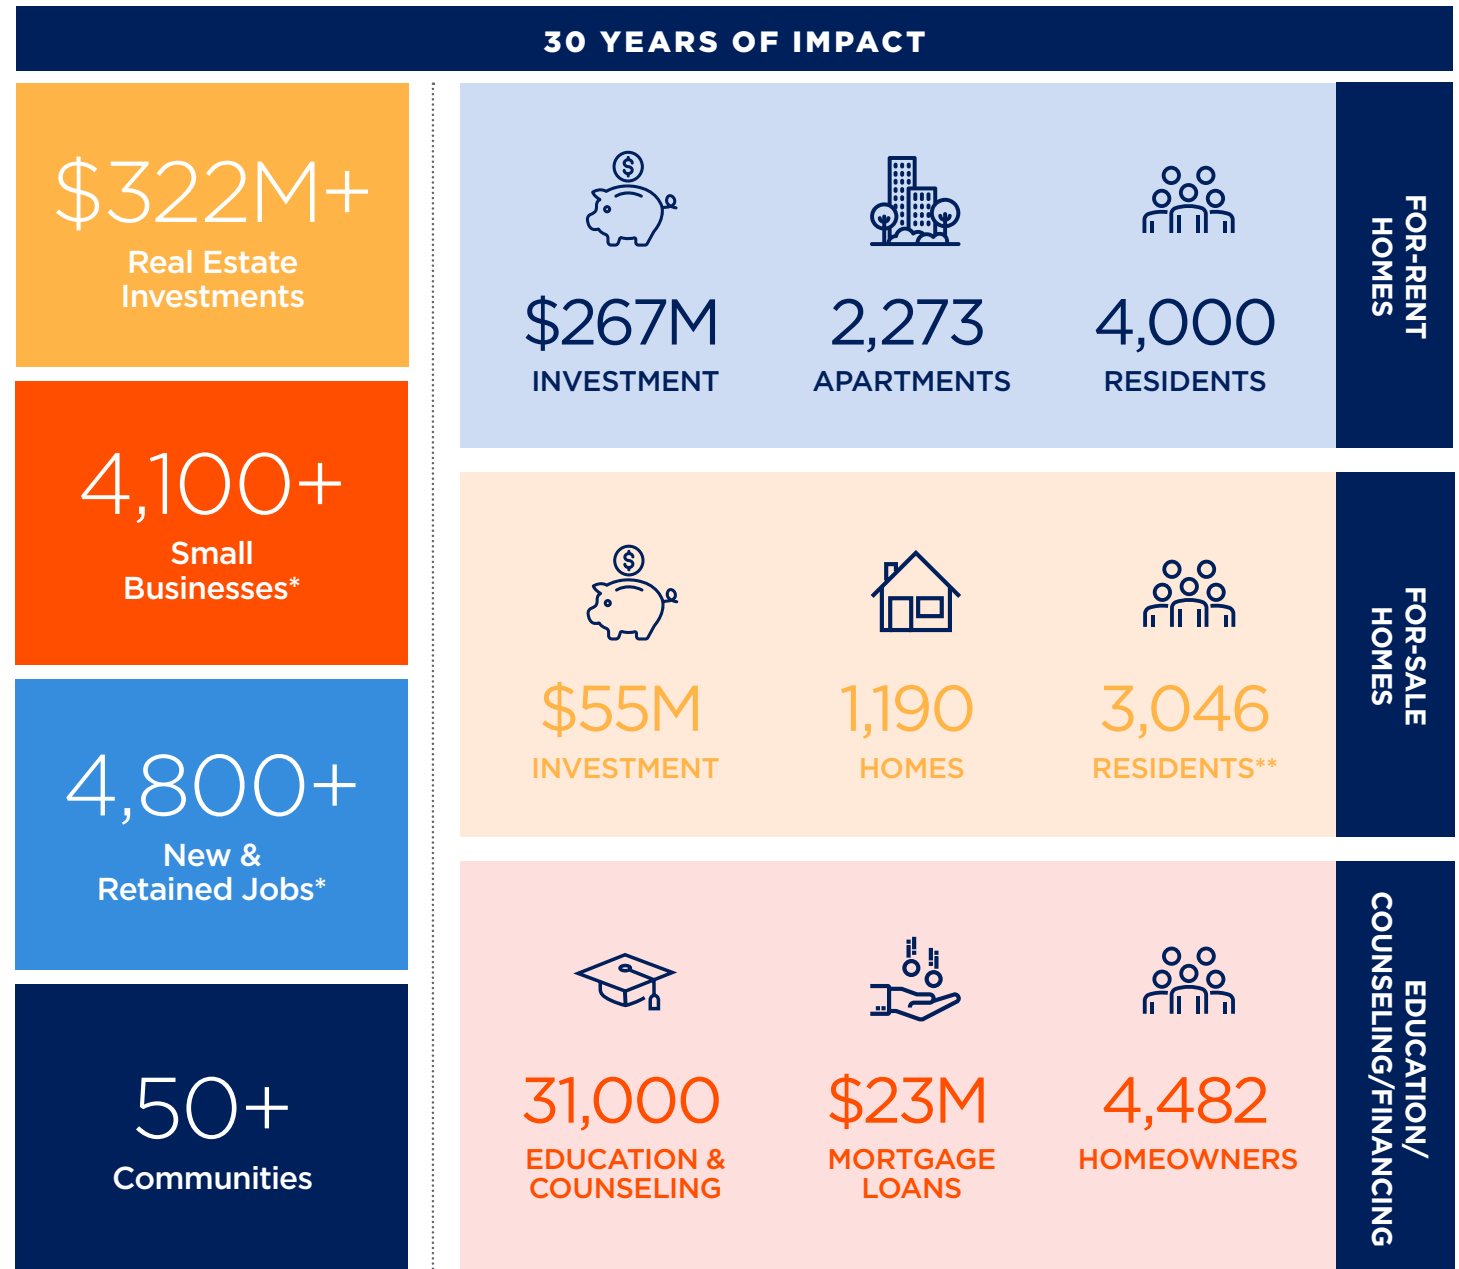 30 YEARS OF IMPACT
$322M+
Real Estate
Investments
4,100+
Small
Businesses*
4,800+
New &
Retained Jobs*
50+
Communities
$267M
INVESTMENT
2,273
APARTMENTS
4,000
RESIDENTS
FOR-RENT
HOMES
$55M
INVESTMENT
1,190
HOMES
3,046
RESIDENTS**
FOR-SALE
HOMES
31,000
EDUCATION &
COUNSELING
$23M
MORTGAGE
LOANS
4,482
HOMEOWNERS
EDUCATION/
COUNSELING/FINANCING